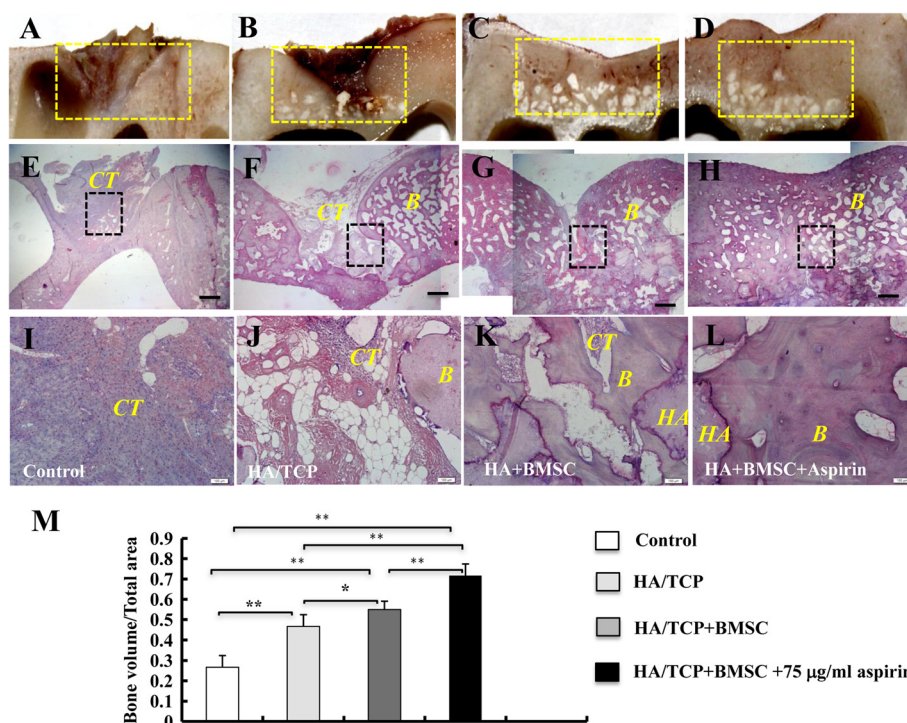 A B C D
E F G H
CT CT B B B
I J K L
CT CT B CT B HA HA B
Control HA/TCP HA+BMSC HA+BMSC+Aspirin
M
Bone volume/Total area
0.9
0.8
0.7
0.6
0.5
0.4
0.3
0.2
0.1
0
**
**
** **
** *
Control
HA/TCP
HA/TCP+BMSC
HA/TCP+BMSC +75 µg/ml aspirin